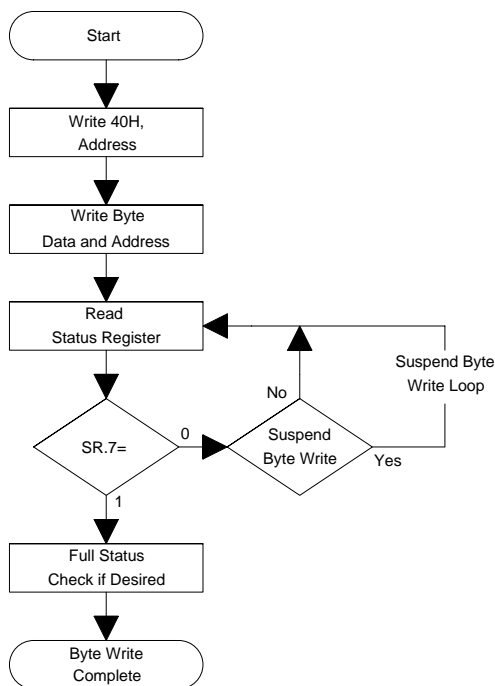 Start
Write 40H,
Address
Write Byte
Data and Address
Read
Status Register
Suspend Byte
Write Loop
No
SR.7=
0
Suspend
Byte Write
Yes
1
Full Status
Check if Desired
Byte Write
Complete